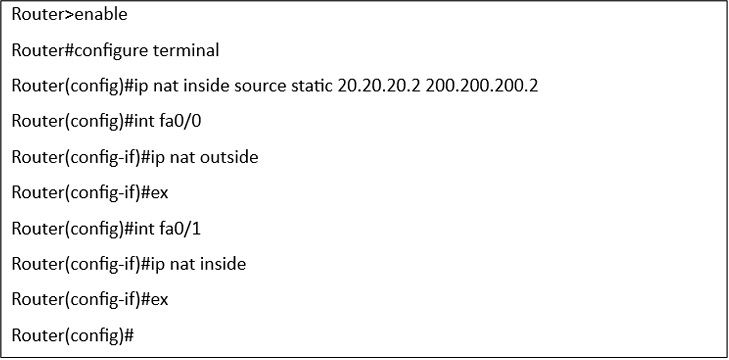 Router>enable
Router#configure terminal
Router(config)#ip nat inside source static 20.20.20.2 200.200.200.2
Router(config)#int fa0/0
Router(config-if)#ip nat outside
Router(config-if)#ex
Router(config)#int fa0/1
Router(config-if)#ip nat inside
Router(config-if)#ex
Router(config)#